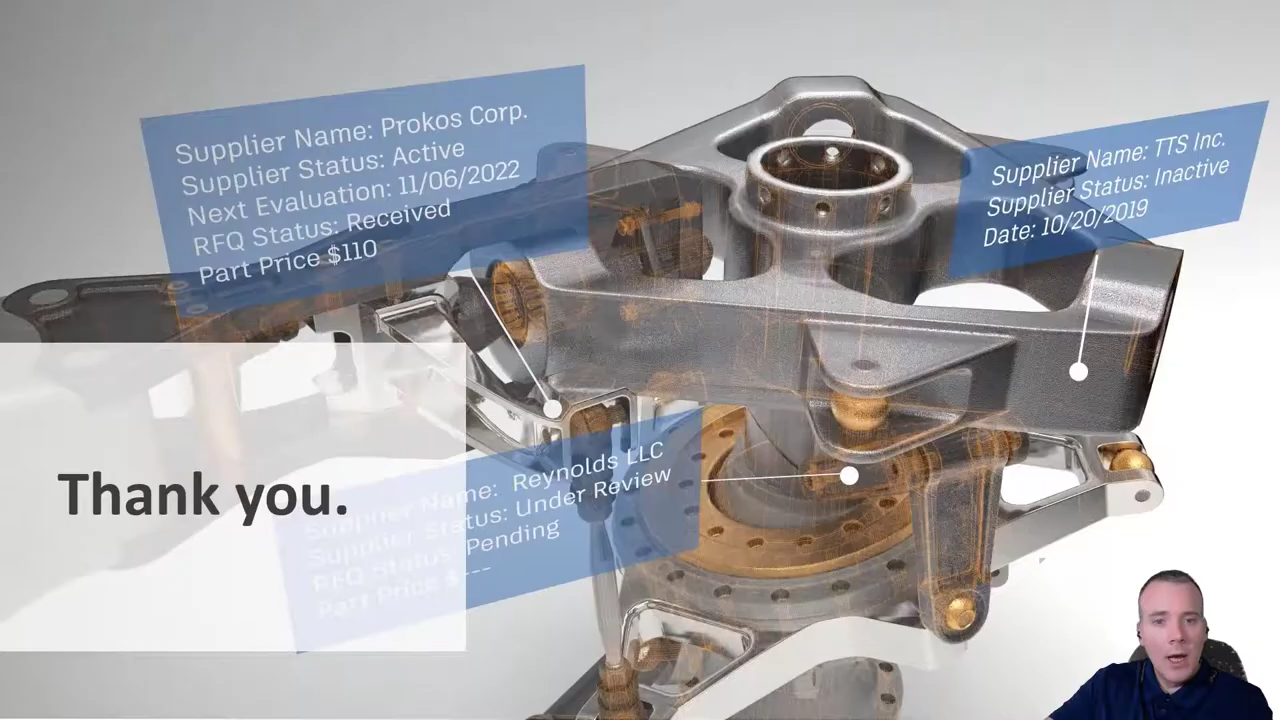 Supplier Name: Prokos Corp.
Supplier Status: Active
Next Evaluation: 11/06/2022
RFQ Status: Received
Part Price $110
Supplier Name: TTS Inc.
Supplier Status: Inactive
Date: 10/20/2019
Supplier Name: Reynolds LLC
Supplier Status: Under Review
RFQ Status: Pending
Part Price $---
Thank you.